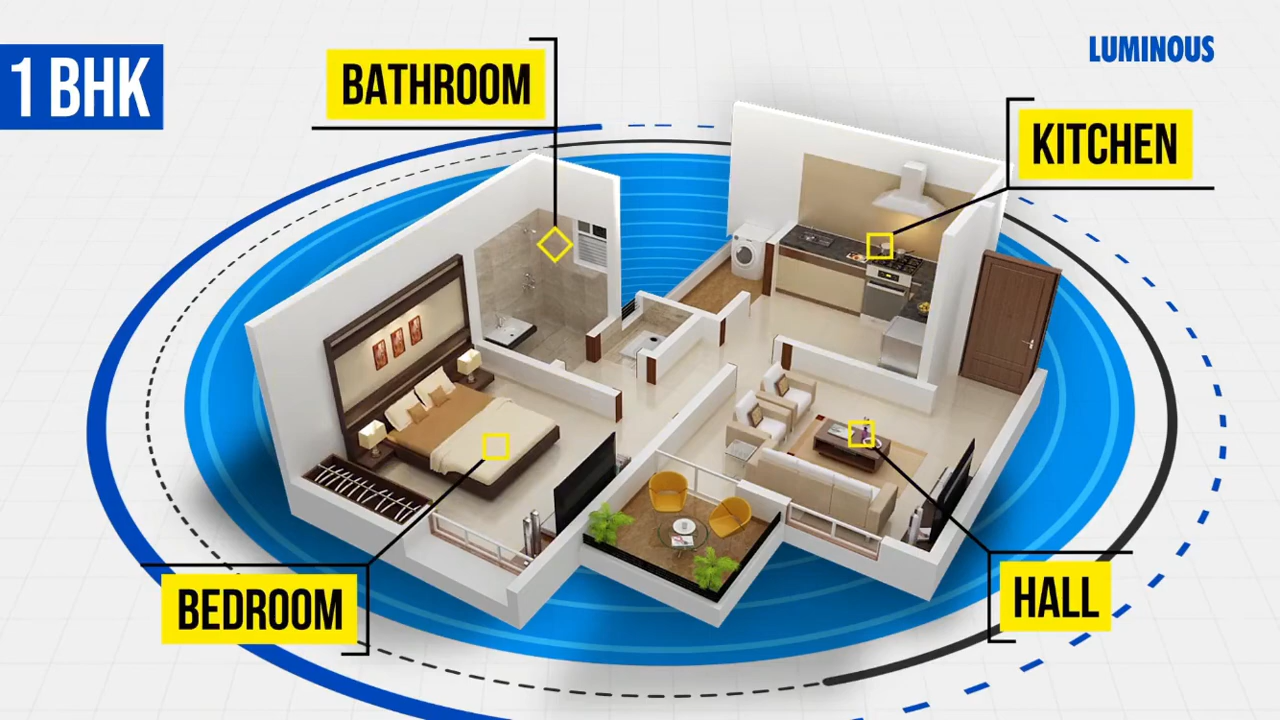 1 BHK
BATHROOM
LUMINOUS
KITCHEN
BEDROOM
HALL